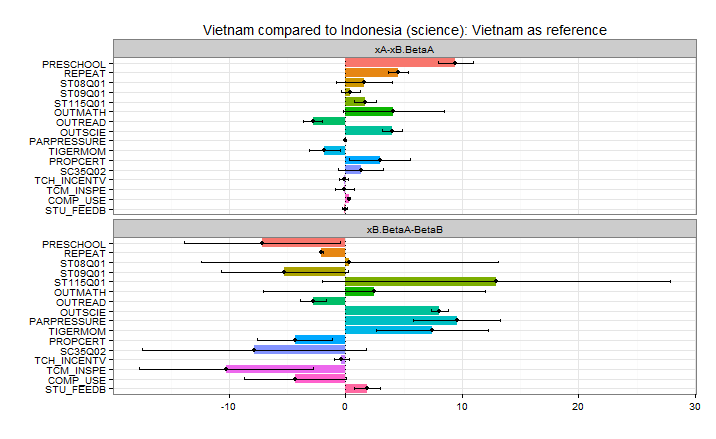 Vietnam compared to Indonesia (science): Vietnam as reference
xA-xB.BetaA
PRESCHOOL
REPEAT
ST08Q01
ST09Q01
ST115Q01
OUTMATH
OUTREAD
OUTSCIE
PARPRESSURE
TIGERMOM
PROPCERT
SC35Q02
TCH_INCENTV
TCM_INSPE
COMP_USE
STU_FEEDB
xB.BetaA-BetaB
PRESCHOOL
REPEAT
ST08Q01
ST09Q01
ST115Q01
OUTMATH
OUTREAD
OUTSCIE
PARPRESSURE
TIGERMOM
PROPCERT
SC35Q02
TCH_INCENTV
TCM_INSPE
COMP_USE
STU_FEEDB
-10 0 10 20 30